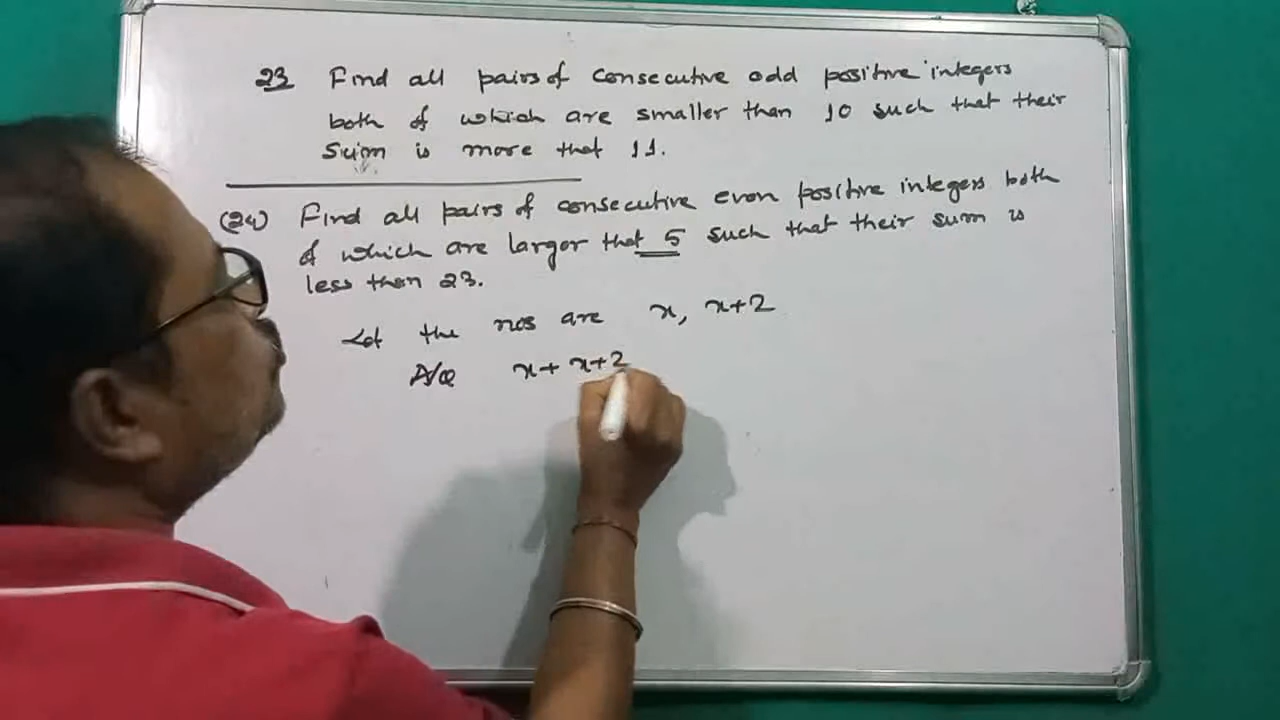 23 Find all pairs of consecutive odd positive integers
both of which are smaller than 10 such that their
Sum is more that 11.
(24) Find all pairs of consecutive even positive integers both
of which are larger that 5 such that their sum is
less then 23.
Let the nos are x, x+2
A/Q x+ x+2